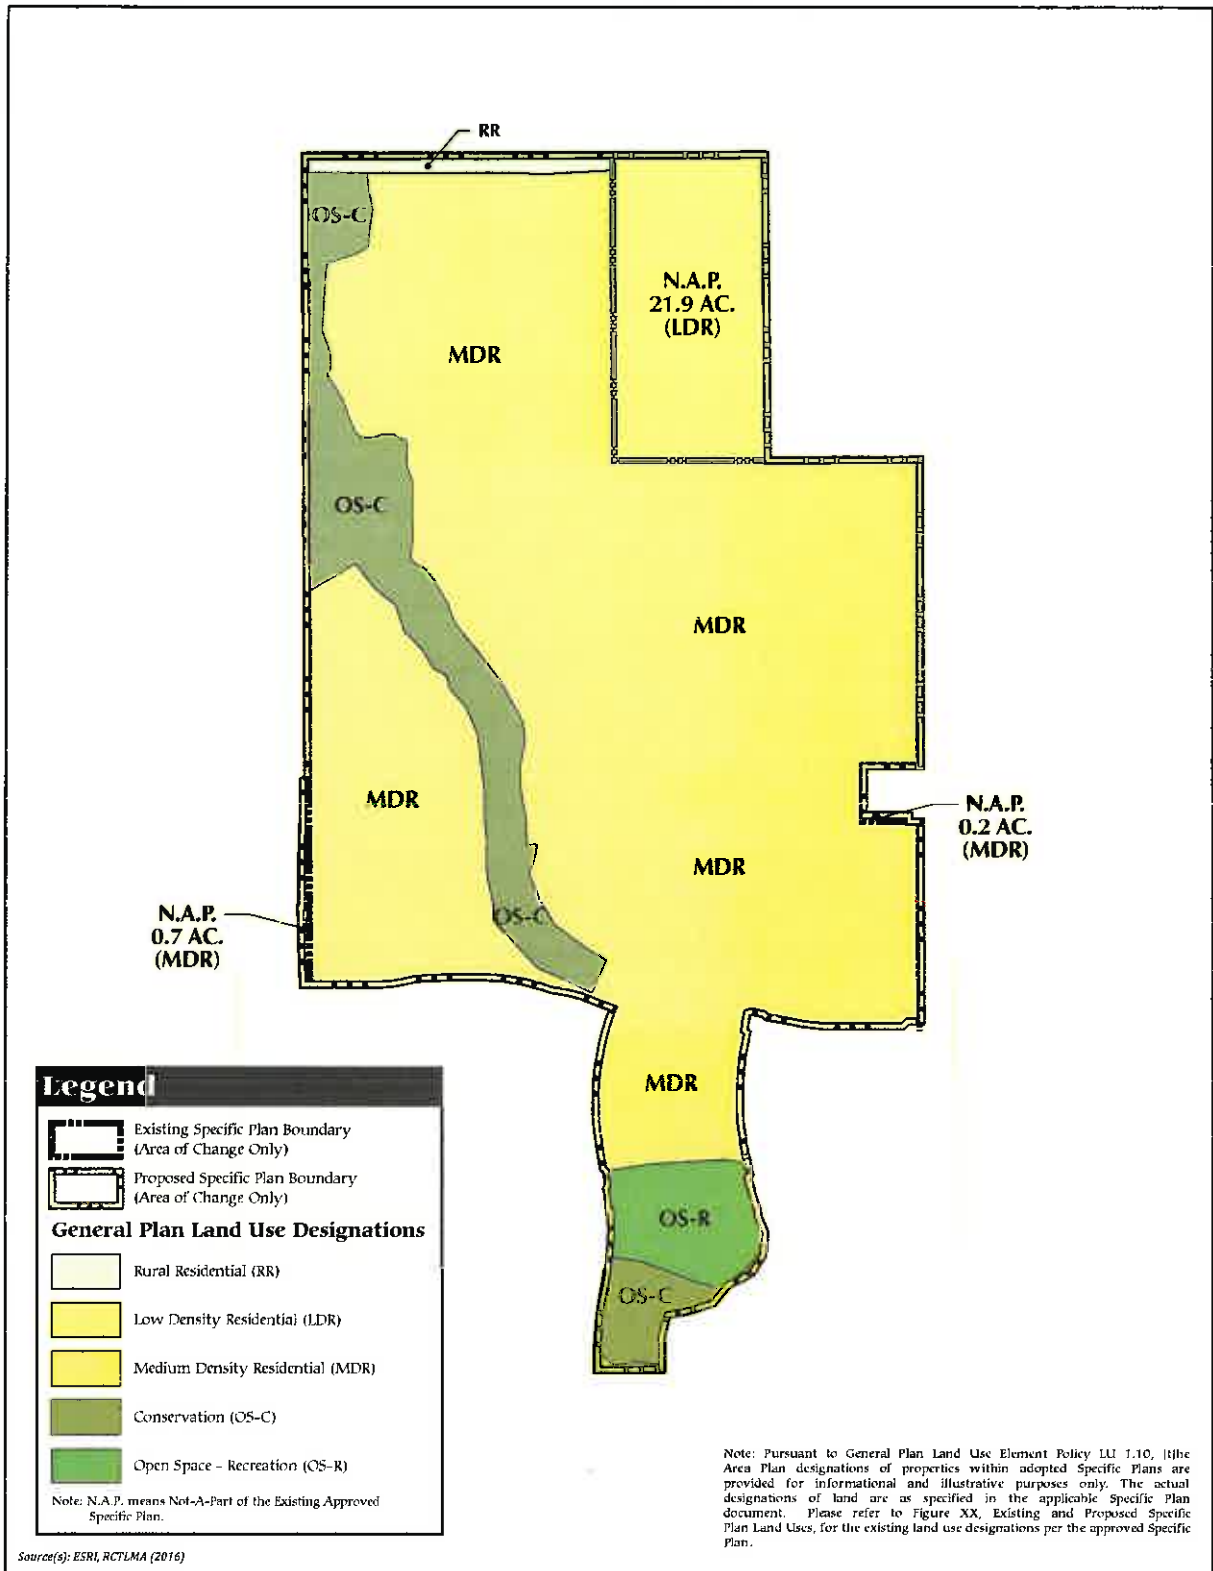 RR
OS-C
N.A.P.
21.9 AC.
(LDR)
MDR
OS-C
MDR
MDR
N.A.P.
0.2 AC.
(MDR)
MDR
OS-C
N.A.P.
0.7 AC.
(MDR)
MDR
OS-R
OS-C
Legend
Existing Specific Plan Boundary
(Area of Change Only)
Proposed Specific Plan Boundary
(Area of Change Only)
General Plan Land Use Designations
Rural Residential (RR)
Low Density Residential (LDR)
Medium Density Residential (MDR)
Conservation (OS-C)
Open Space - Recreation (OS-R)
Note: N.A.P. means Not-A-Part of the Existing Approved
Specific Plan.
Note: Pursuant to General Plan Land Use Element Policy LU 1.10, [t]he
Area Plan designations of properties within adopted Specific Plans are
provided for informational and illustrative purposes only. The actual
designations of land are as specified in the applicable Specific Plan
document. Please refer to Figure XX, Existing and Proposed Specific
Plan Land Uses, for the existing land use designations per the approved Specific
Plan.
Source(s): ESRI, RCTLMA (2016)